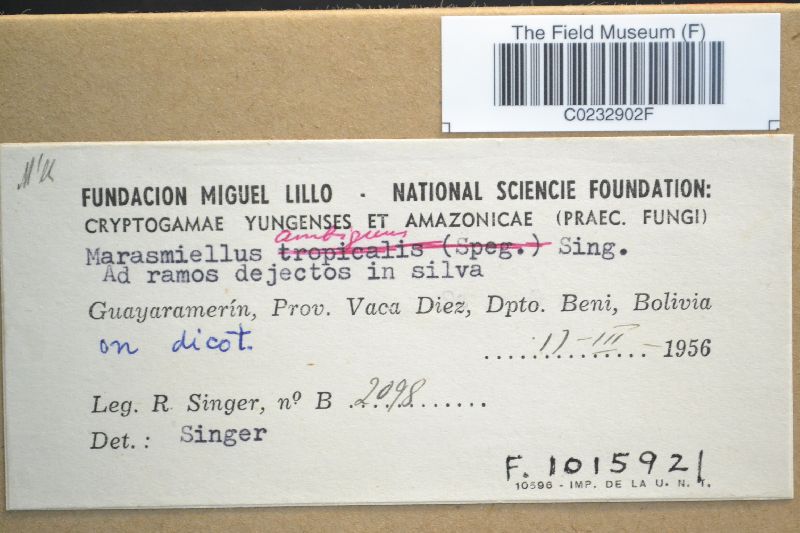 The Field Museum (F)
C0232902F
FUNDACION MIGUEL LILLO - NATIONAL SCIENCIE FOUNDATION:
CRYPTOGAMAE YUNGENSES ET AMAZONICAE (PRAEC. FUNGI)
ambiguus
Marasmiellus tropicalis (Speg.) Sing.
Ad ramos dejectos in silva
Guayaramerín, Prov. Vaca Diez, Dpto. Beni, Bolivia
on dicot.
-III-1956
Leg. R. Singer, nº B 2098
Det.: Singer
F. 1015921
10596 - IMP. DE LA U. N. T.